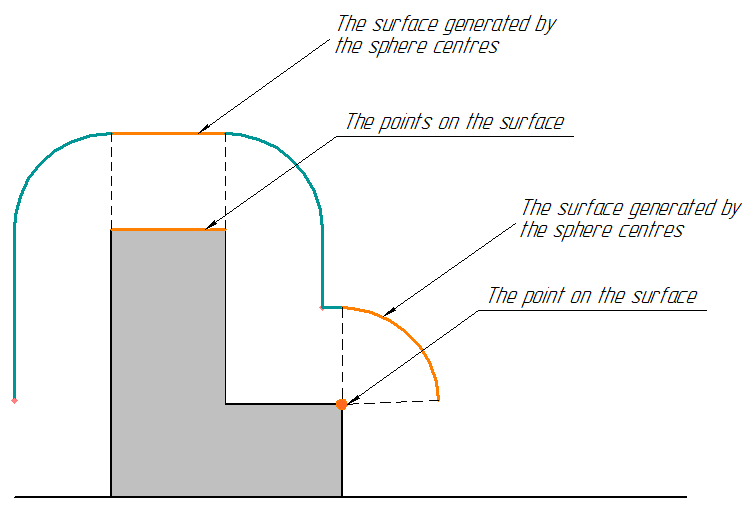 The surface generated by
the sphere centres
The points on the surface
The surface generated by
the sphere centres
The point on the surface